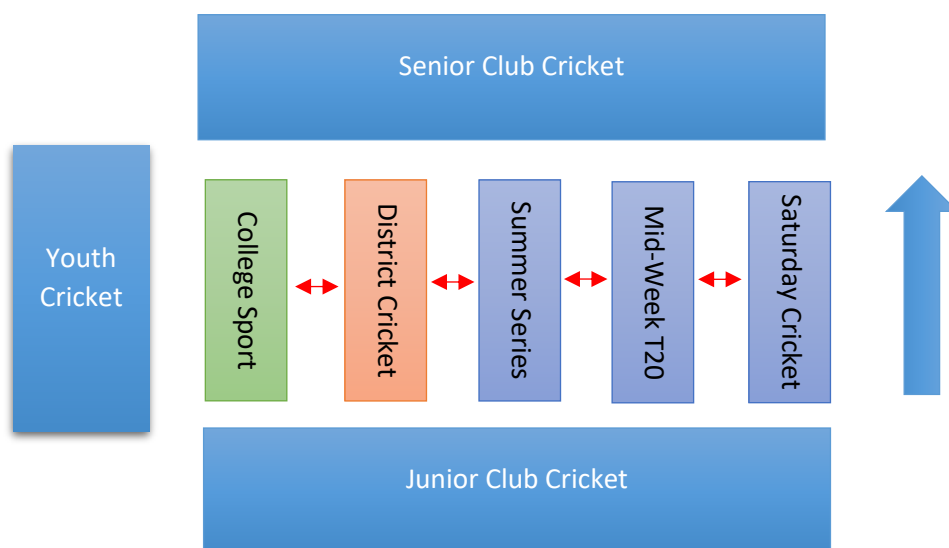 Senior Club Cricket
Youth
Cricket
College Sport
District Cricket
Summer Series
Mid-Week T20
Saturday Cricket
Junior Club Cricket